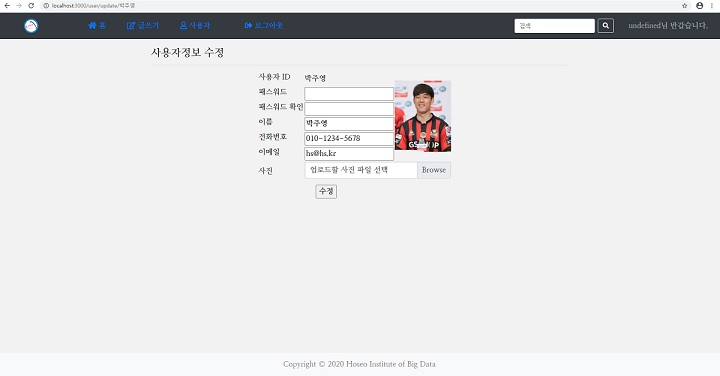 localhost:3000/user/update/박주영
홈 글쓰기 사용자 로그아웃 검색 undefined님 반갑습니다.
사용자정보 수정
사용자 ID 박주영
패스워드
패스워드 확인
이름 박주영
전화번호 010-1234-5678
이메일 hs@hs.kr
사진 업로드할 사진 파일 선택 Browse
수정
Copyright © 2020 Hoseo Institute of Big Data